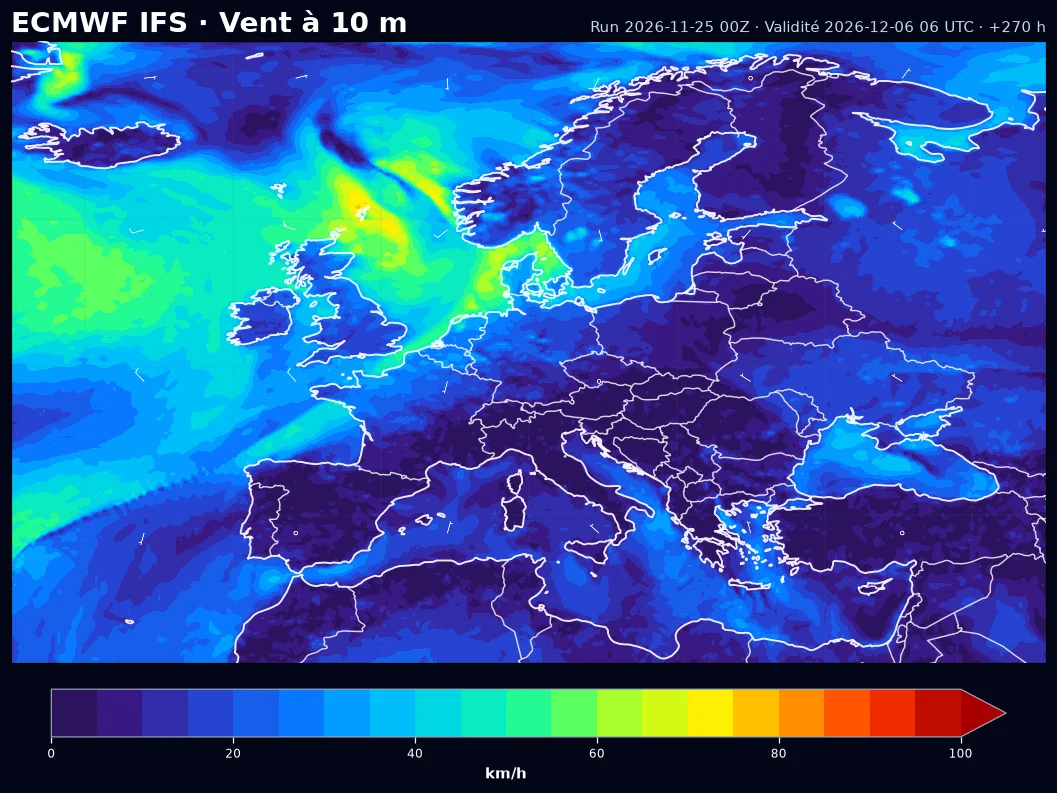 ECMWF IFS · Vent à 10 m
Run 2026-11-25 00Z · Validité 2026-12-06 06 UTC · +270 h
0 20 40 60 80 100
km/h